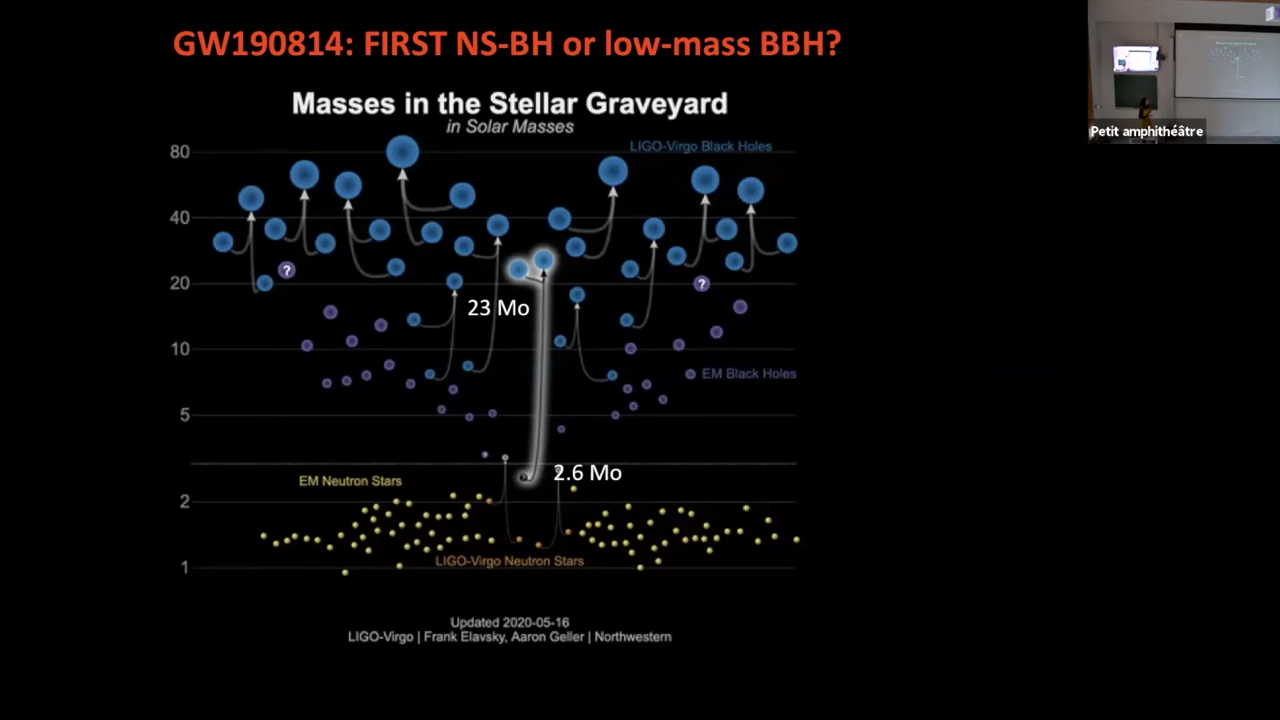 GW190814: FIRST NS-BH or low-mass BBH?
Petit amphithéâtre
Masses in the Stellar Graveyard
in Solar Masses
LIGO-Virgo Black Holes
80
40
20
?
?
23 Mo
10
EM Black Holes
5
2.6 Mo
EM Neutron Stars
2
LIGO-Virgo Neutron Stars
1
Updated 2020-05-16
LIGO-Virgo | Frank Elavsky, Aaron Geller | Northwestern